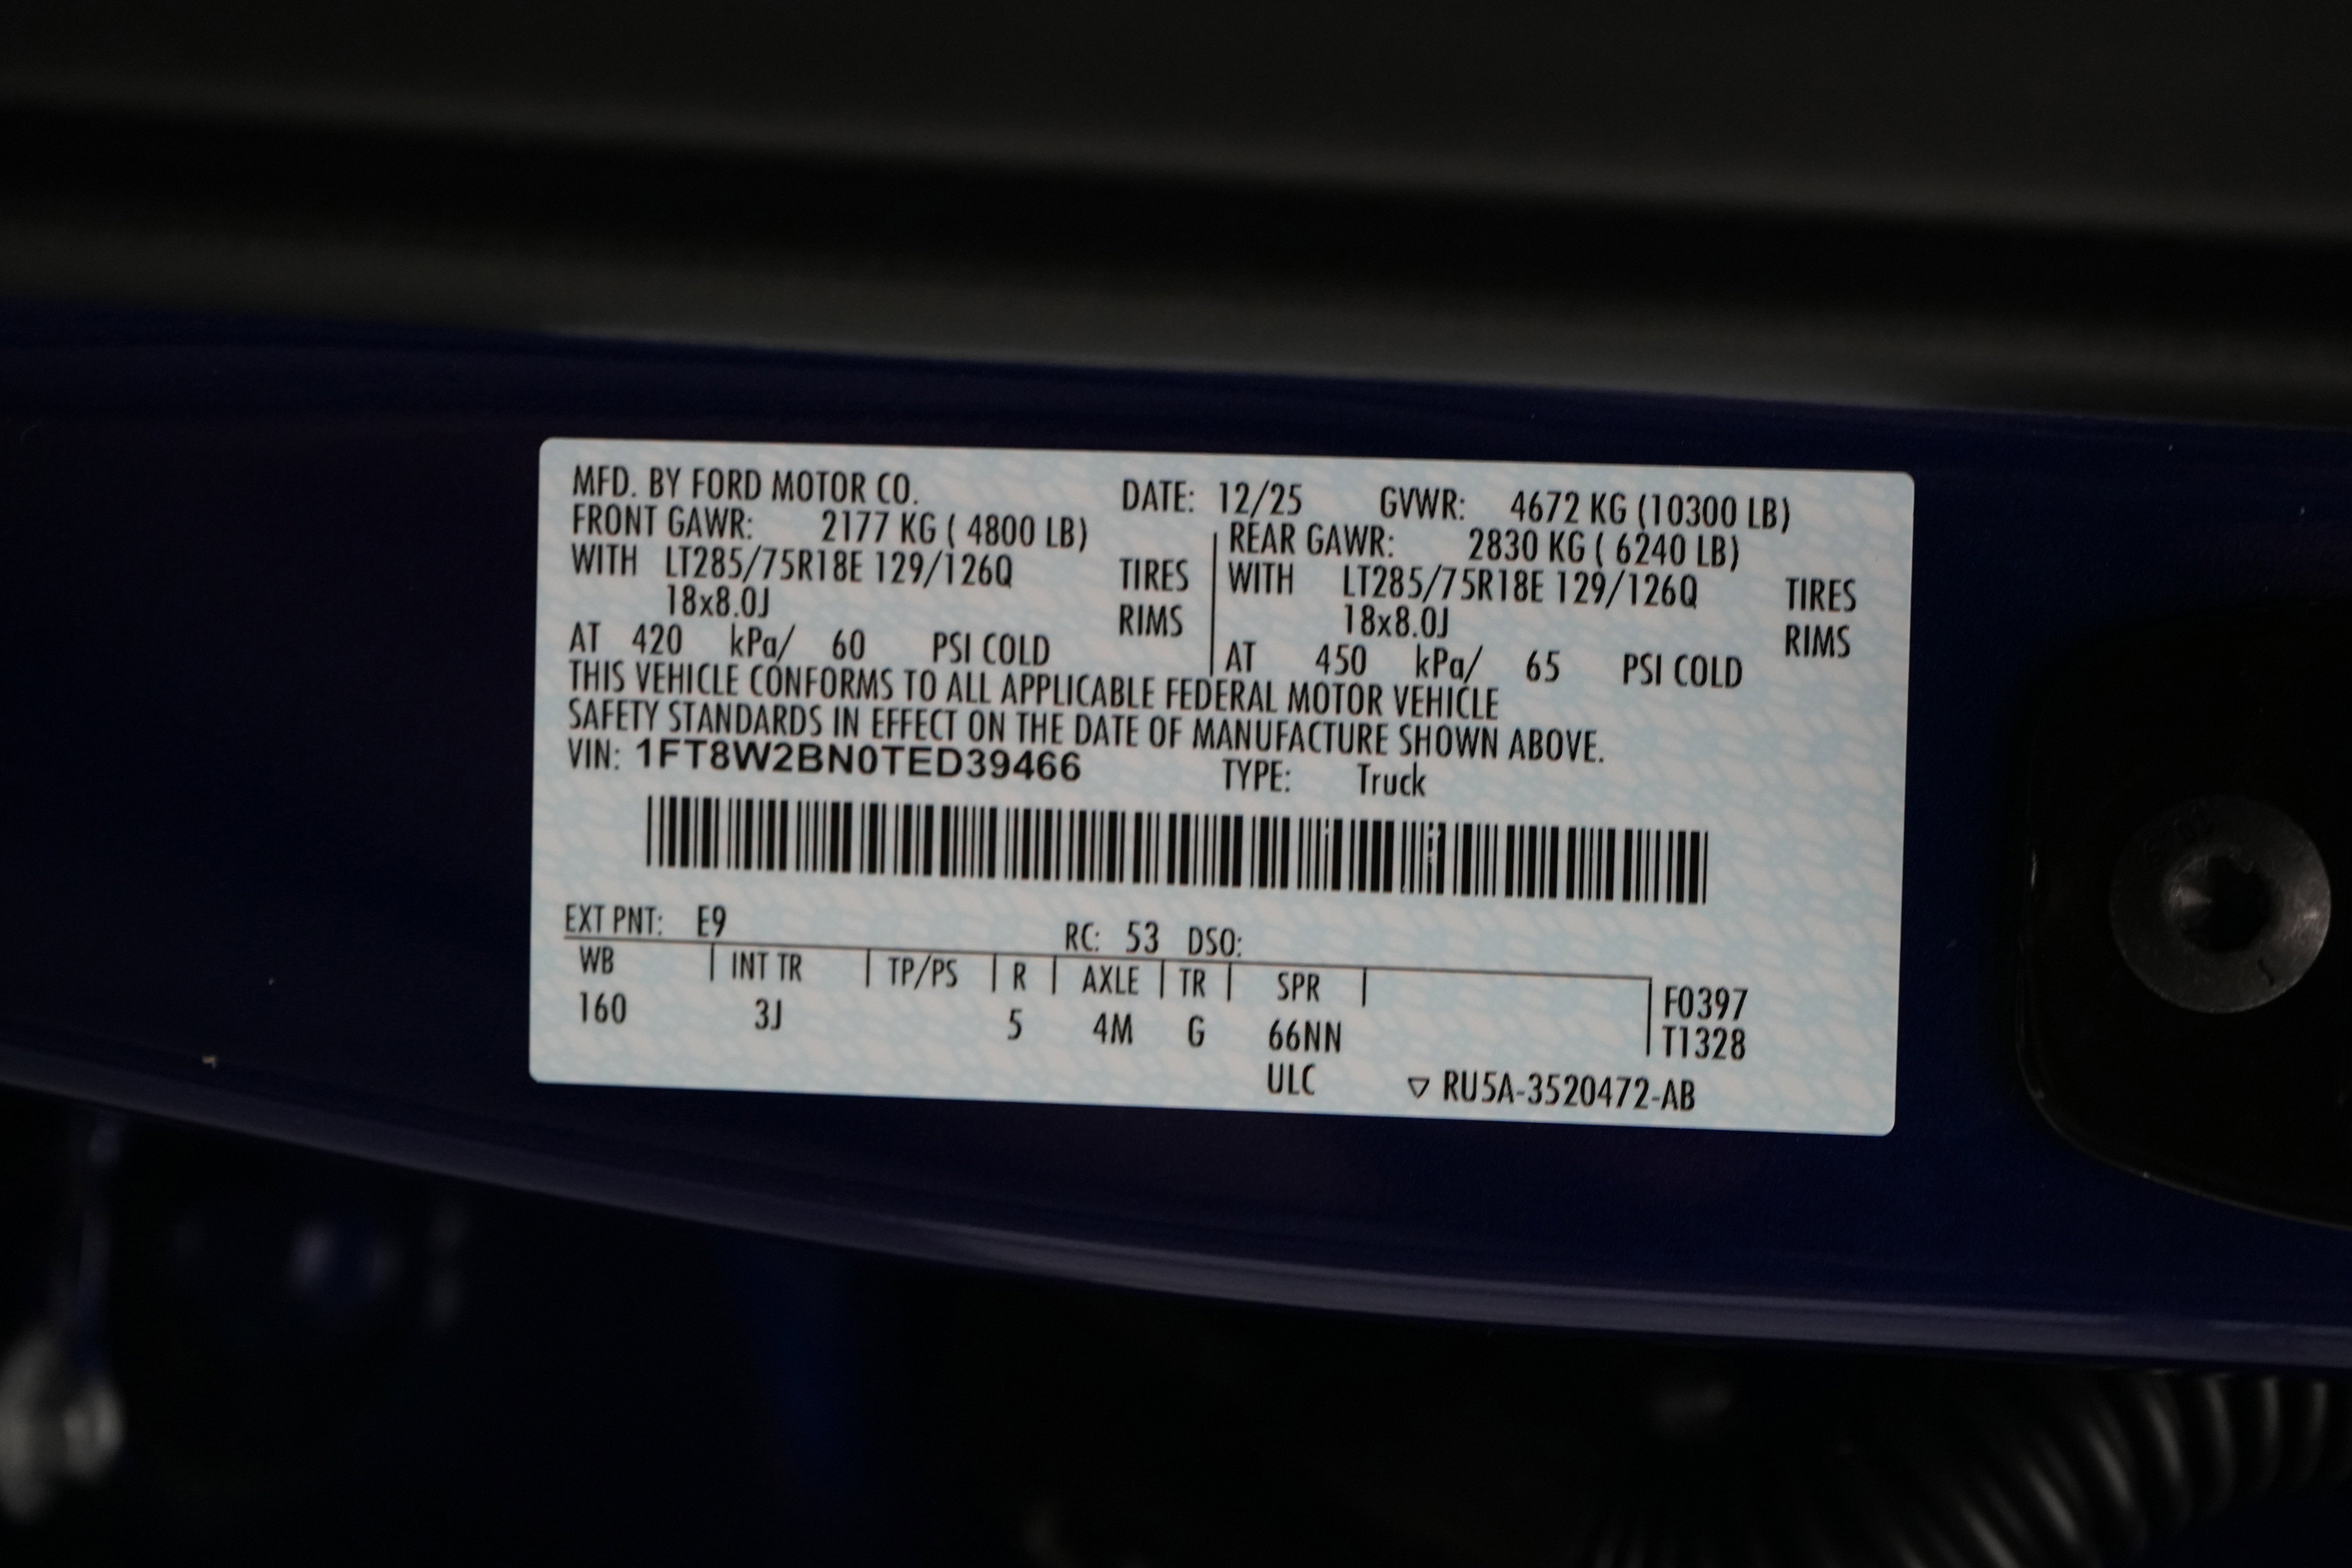 MFD. BY FORD MOTOR CO. DATE: 12/25 GVWR: 4672 KG (10300 LB)
FRONT GAWR: 2177 KG ( 4800 LB) REAR GAWR: 2830 KG ( 6240 LB)
WITH LT285/75R18E 129/126Q TIRES WITH LT285/75R18E 129/126Q TIRES
18x8.0J RIMS 18x8.0J RIMS
AT 420 kPa/ 60 PSI COLD AT 450 kPa/ 65 PSI COLD
THIS VEHICLE CONFORMS TO ALL APPLICABLE FEDERAL MOTOR VEHICLE
SAFETY STANDARDS IN EFFECT ON THE DATE OF MANUFACTURE SHOWN ABOVE.
VIN: 1FT8W2BN0TED39466 TYPE: Truck
EXT PNT: E9 RC: 53 DSO:
WB INT TR TP/PS R AXLE TR SPR F0397
160 3J 5 4M G 66NN T1328
ULC ▽ RU5A-3520472-AB